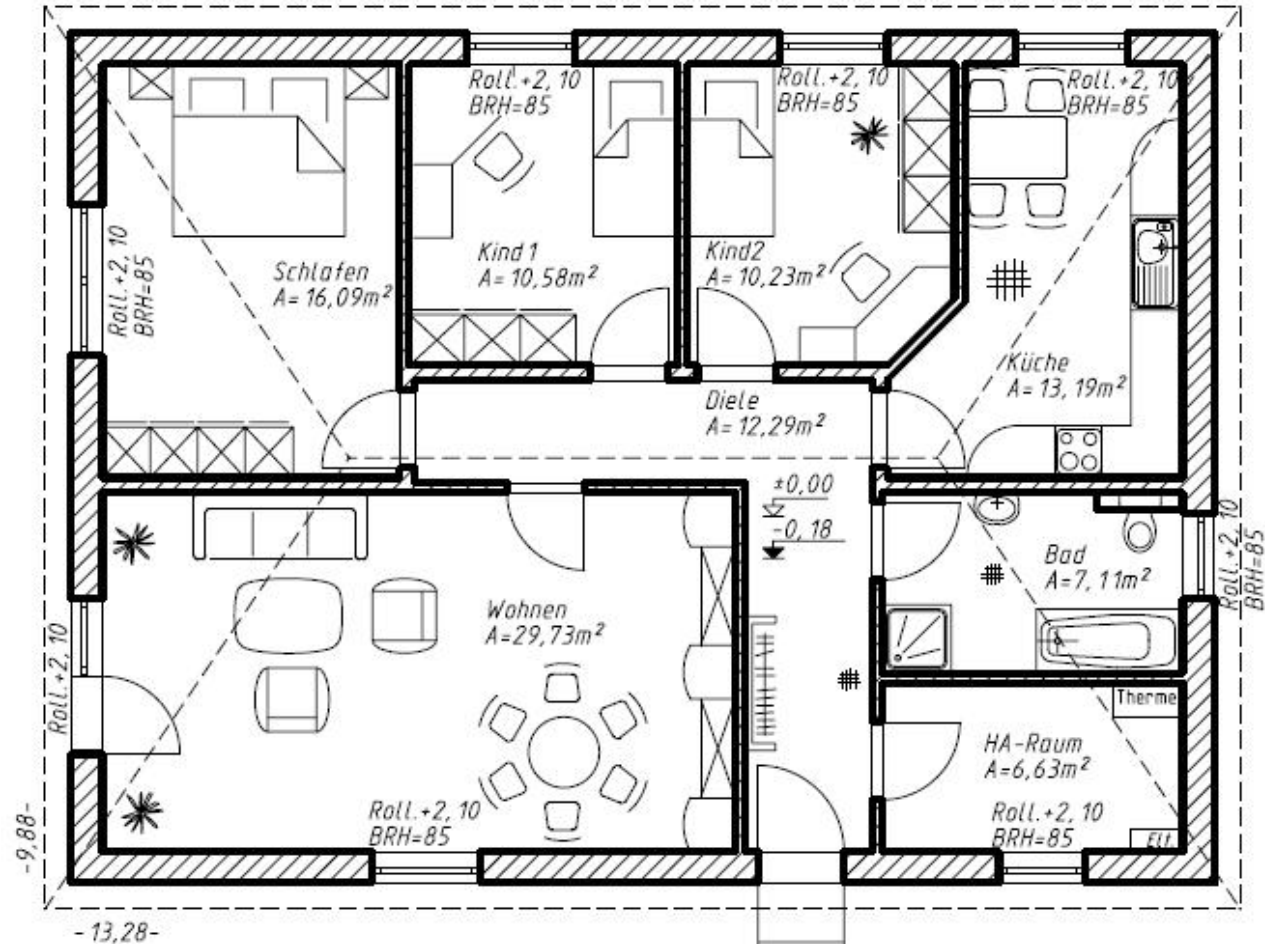 Roll.+2,10
BRH=85
Roll.+2,10
BRH=85
Roll.+2,10
BRH=85
Roll.+2,10
BRH=85
Schlafen
A=16,09m²
Kind 1
A=10,58m²
Kind2
A=10,23m²
Küche
A=13,19m²
Diele
A=12,29m²
±0,00
-0,18
Bad
A=7,11m²
Roll.+2,10
BRH=85
Wohnen
A=29,73m²
Roll.+2,10
Therme
HA-Raum
A=6,63m²
Roll.+2,10
BRH=85
Roll.+2,10
BRH=85
Elt.
-9,88-
-13,28-